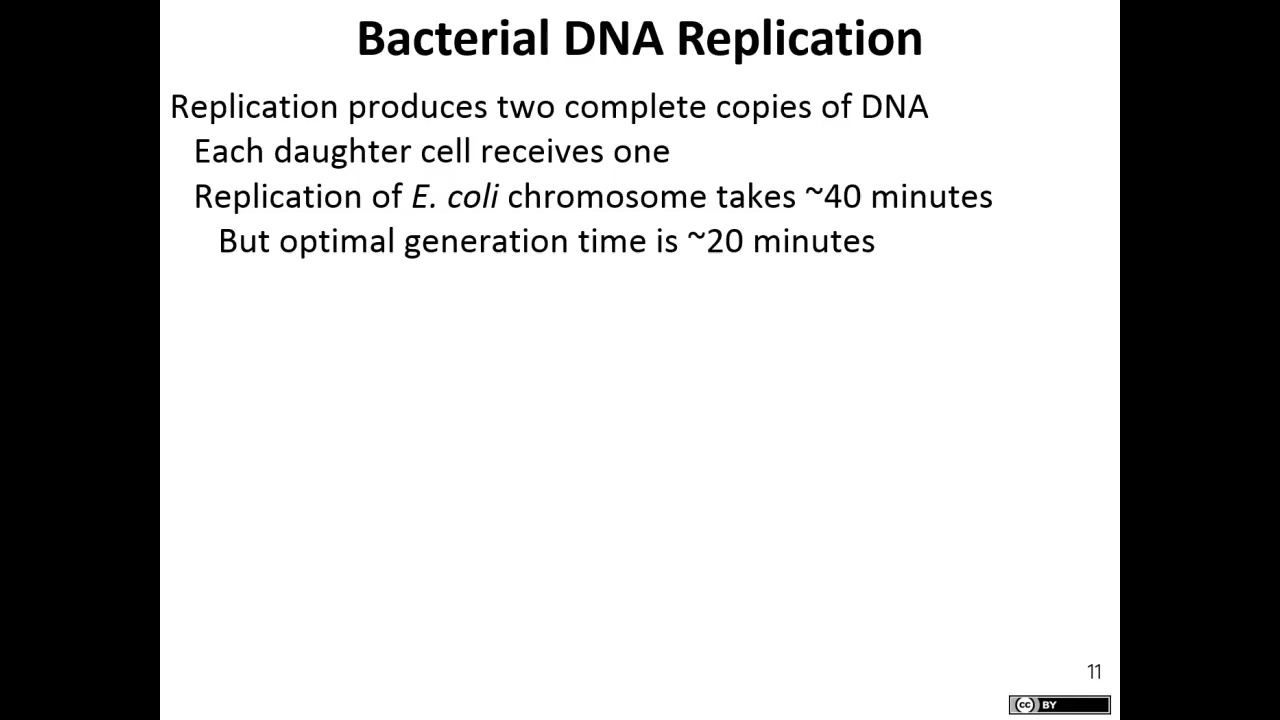 Bacterial DNA Replication
Replication produces two complete copies of DNA
Each daughter cell receives one
Replication of E. coli chromosome takes ~40 minutes
But optimal generation time is ~20 minutes
11
cc BY